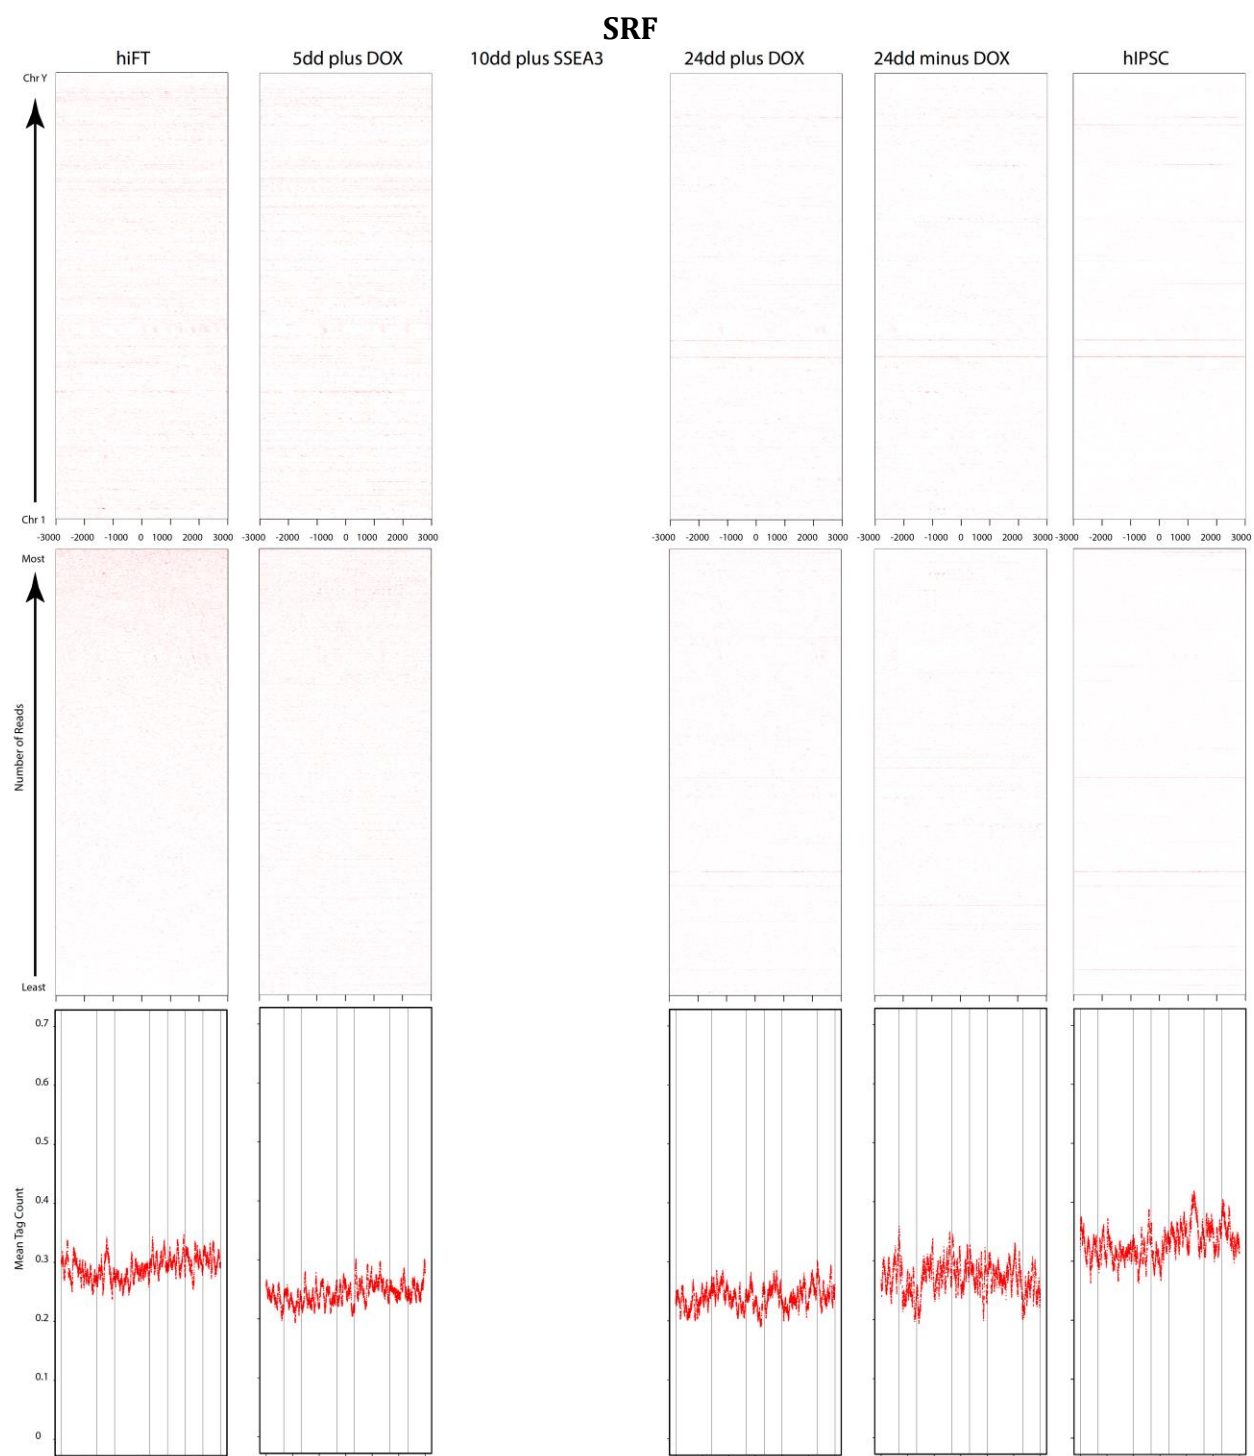 SRF
hiFT 5dd plus DOX 10dd plus SSEA3 24dd plus DOX 24dd minus DOX hIPSC
Chr Y
Chr 1
-3000 -2000 -1000 0 1000 2000 3000 -3000 -2000 -1000 0 1000 2000 3000 -3000 -2000 -1000 0 1000 2000 3000 -3000 -2000 -1000 0 1000 2000 3000 -3000 -2000 -1000 0 1000 2000 3000
Most
Number of Reads
Least
0.7
0.6
0.5
0.4
Mean Tag Count
0.3
0.2
0.1
0